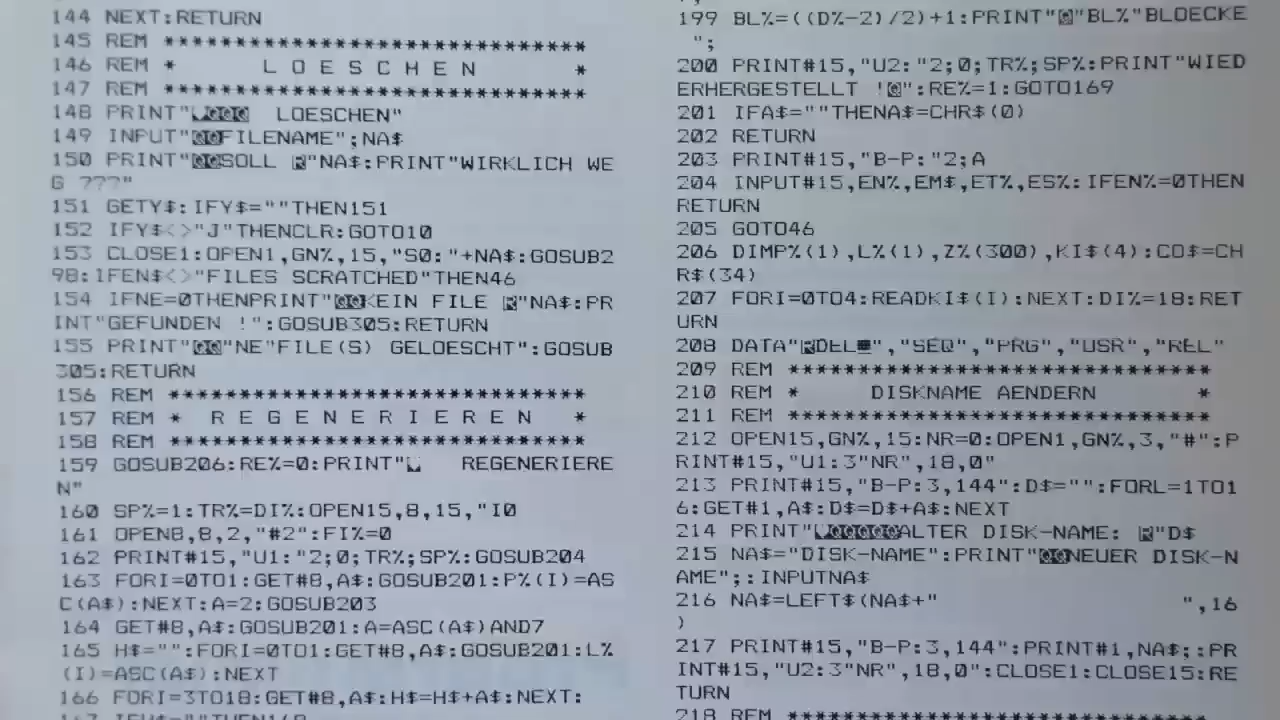 144 NEXT:RETURN
145 REM ******************************
146 REM *      L O E S C H E N       *
147 REM ******************************
148 PRINT" LOESCHEN"
149 INPUT"QQFILENAME";NA$
150 PRINT"QQSOLL R"NA$:PRINT"WIRKLICH WE
G ???"
151 GETY$:IFY$=""THEN151
152 IFY$<>"J"THENCLR:GOTO10
153 CLOSE1:OPEN1,GN%,15,"S0:"+NA$:GOSUB2
98:IFEN$<>"FILES SCRATCHED"THEN46
154 IFNE=0THENPRINT"QQKEIN FILE R"NA$:PR
INT"GEFUNDEN !":GOSUB305:RETURN
155 PRINT"QQ"NE"FILE(S) GELOESCHT":GOSUB
305:RETURN
156 REM ******************************
157 REM *  R E G E N E R I E R E N   *
158 REM ******************************
159 GOSUB206:RE%=0:PRINT"   REGENERIERE
N"
160 SP%=1:TR%=DI%:OPEN15,8,15,"I0
161 OPEN8,8,2,"#2":FI%=0
162 PRINT#15,"U1:"2;0;TR%;SP%:GOSUB204
163 FORI=0TO1:GET#8,A$:GOSUB201:P%(I)=AS
C(A$):NEXT:A=2:GOSUB203
164 GET#8,A$:GOSUB201:A=ASC(A$)AND7
165 H$="":FORI=0TO1:GET#8,A$:GOSUB201:L%
(I)=ASC(A$):NEXT
166 FORI=3TO18:GET#8,A$:H$=H$+A$:NEXT:
199 BL%=((D%-2)/2)+1:PRINT"Q"BL%"BLOECKE
";
200 PRINT#15,"U2:"2;0;TR%;SP%:PRINT"WIED
ERHERGESTELLT !Q":RE%=1:GOTO169
201 IFA$=""THENA$=CHR$(0)
202 RETURN
203 PRINT#15,"B-P:"2;A
204 INPUT#15,EN%,EM$,ET%,ES%:IFEN%=0THEN
RETURN
205 GOTO46
206 DIMP%(1),L%(1),Z%(300),KI$(4):CO$=CH
R$(34)
207 FORI=0TO4:READKI$(I):NEXT:DI%=18:RET
URN
208 DATA"RDEL","SEQ","PRG","USR","REL"
209 REM ******************************
210 REM *     DISKNAME AENDERN       *
211 REM ******************************
212 OPEN15,GN%,15:NR=0:OPEN1,GN%,3,"#":P
RINT#15,"U1:3"NR",18,0"
213 PRINT#15,"B-P:3,144":D$="":FORL=1TO1
6:GET#1,A$:D$=D$+A$:NEXT
214 PRINT"QQQQQALTER DISK-NAME: R"D$
215 NA$="DISK-NAME":PRINT"QQNEUER DISK-N
AME";:INPUTNA$
216 NA$=LEFT$(NA$+"                ",16
)
217 PRINT#15,"B-P:3,144":PRINT#1,NA$;:PR
INT#15,"U2:3"NR",18,0":CLOSE1:CLOSE15:RE
TURN
218 REM ******************************